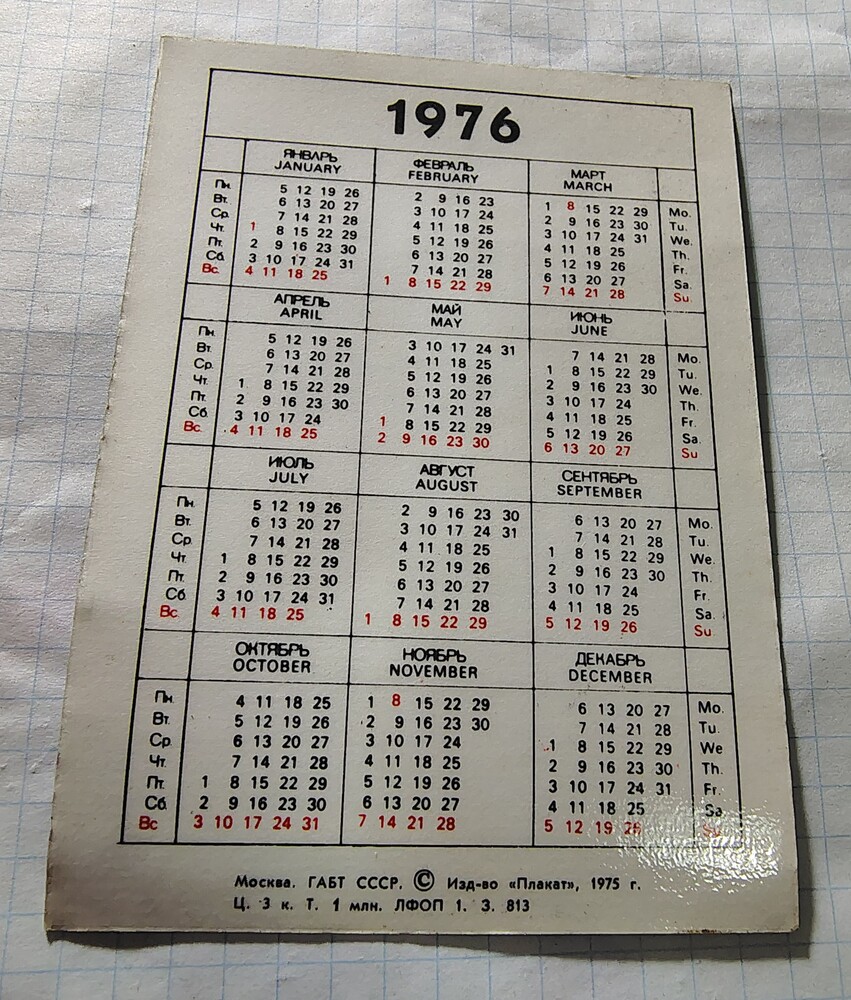 1976
ЯНВАРЬ ФЕВРАЛЬ МАРТ
JANUARY FEBRUARY MARCH
Пн. 5 12 19 26 2 9 16 23 1 8 15 22 29 Mo.
Вт. 6 13 20 27 3 10 17 24 2 9 16 23 30 Tu.
Ср. 7 14 21 28 4 11 18 25 3 10 17 24 31 We.
Чт. 1 8 15 22 29 5 12 19 26 4 11 18 25 Th.
Пт. 2 9 16 23 30 6 13 20 27 5 12 19 26 Fr.
Сб. 3 10 17 24 31 7 14 21 28 6 13 20 27 Sa.
Вс. 4 11 18 25 1 8 15 22 29 7 14 21 28 Su.
АПРЕЛЬ МАЙ ИЮНЬ
APRIL MAY JUNE
Пн. 5 12 19 26 3 10 17 24 31 7 14 21 28 Mo.
Вт. 6 13 20 27 4 11 18 25 1 8 15 22 29 Tu.
Ср. 7 14 21 28 5 12 19 26 2 9 16 23 30 We.
Чт. 1 8 15 22 29 6 13 20 27 3 10 17 24 Th.
Пт. 2 9 16 23 30 7 14 21 28 4 11 18 25 Fr.
Сб. 3 10 17 24 1 8 15 22 29 5 12 19 26 Sa.
Вс. 4 11 18 25 2 9 16 23 30 6 13 20 27 Su
ИЮЛЬ АВГУСТ СЕНТЯБРЬ
JULY AUGUST SEPTEMBER
Пн. 5 12 19 26 2 9 16 23 30 6 13 20 27 Mo.
Вт. 6 13 20 27 3 10 17 24 31 7 14 21 28 Tu.
Ср. 7 14 21 28 4 11 18 25 1 8 15 22 29 We.
Чт. 1 8 15 22 29 5 12 19 26 2 9 16 23 30 Th.
Пт. 2 9 16 23 30 6 13 20 27 3 10 17 24 Fr.
Сб. 3 10 17 24 31 7 14 21 28 4 11 18 25 Sa.
Вс. 4 11 18 25 1 8 15 22 29 5 12 19 26 Su.
ОКТЯБРЬ НОЯБРЬ ДЕКАБРЬ
OCTOBER NOVEMBER DECEMBER
Пн. 4 11 18 25 1 8 15 22 29 6 13 20 27 Mo.
Вт. 5 12 19 26 2 9 16 23 30 7 14 21 28 Tu.
Ср. 6 13 20 27 3 10 17 24 1 8 15 22 29 We
Чт. 7 14 21 28 4 11 18 25 2 9 16 23 30 Th.
Пт. 1 8 15 22 29 5 12 19 26 3 10 17 24 31 Fr.
Сб. 2 9 16 23 30 6 13 20 27 4 11 18 25 Sa.
Вс 3 10 17 24 31 7 14 21 28 5 12 19 26 Su.
Москва. ГАБТ СССР. © Изд-во «Плакат», 1975 г.
Ц. 3 к. Т. 1 млн. ЛФОП 1. З. 813